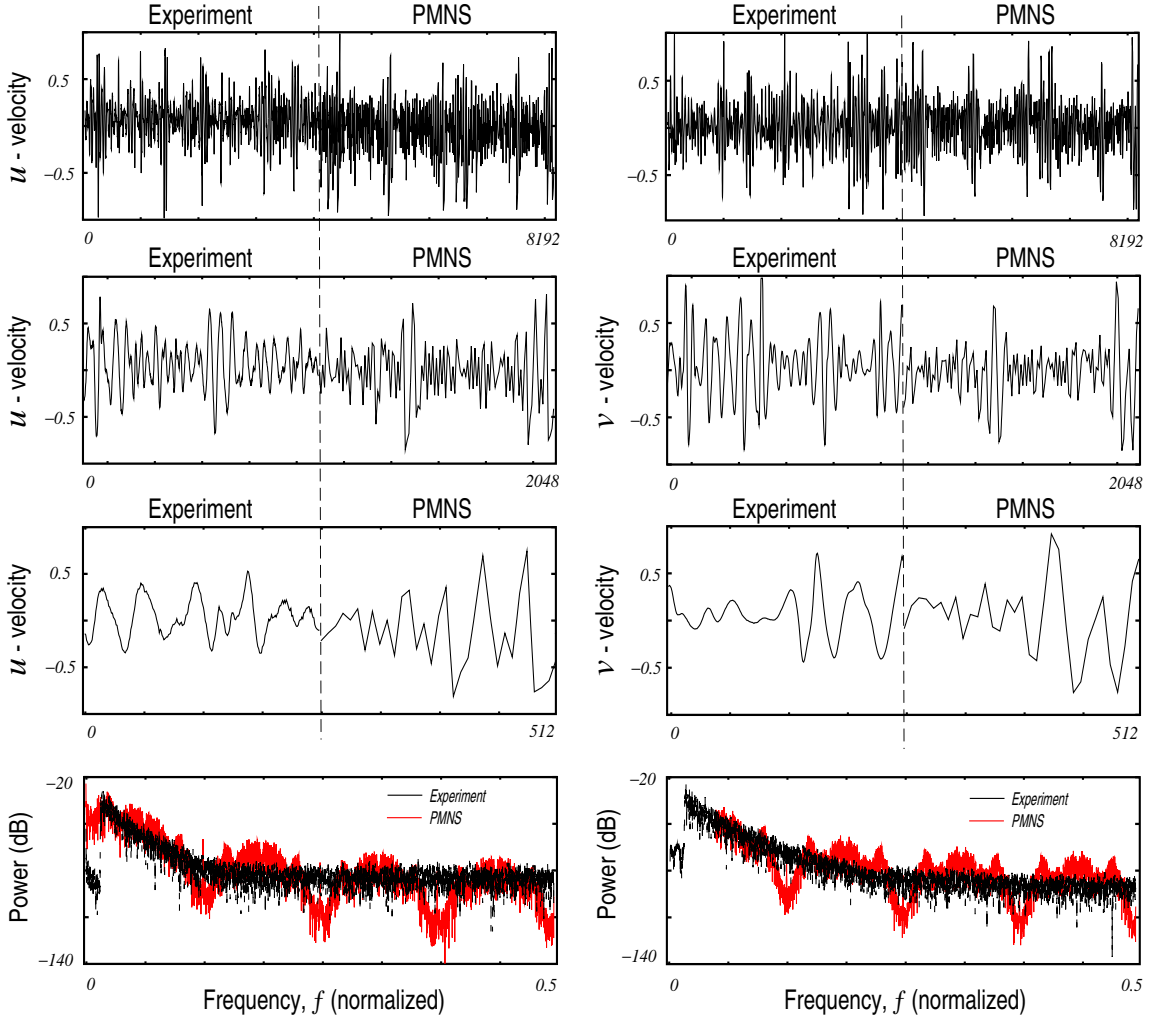 Experiment PMNS Experiment PMNS
u - velocity
0.5
−0.5
0 8192
u - velocity
0.5
−0.5
0 8192
Experiment PMNS Experiment PMNS
u - velocity
0.5
−0.5
0 2048
v - velocity
0.5
−0.5
0 2048
Experiment PMNS Experiment PMNS
u - velocity
0.5
−0.5
0 512
v - velocity
0.5
−0.5
0 512
Power (dB)
−20
−140
Experiment
PMNS
0 0.5
Frequency, f (normalized)
Power (dB)
−20
−140
Experiment
PMNS
0 0.5
Frequency, f (normalized)